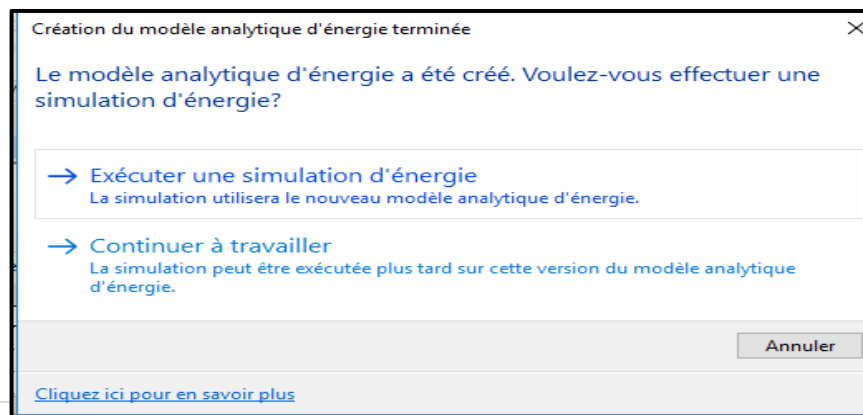 Création du modèle analytique d'énergie terminée
Le modèle analytique d'énergie a été créé. Voulez-vous effectuer une
simulation d'énergie?
Exécuter une simulation d'énergie
La simulation utilisera le nouveau modèle analytique d'énergie.
Continuer à travailler
La simulation peut être exécutée plus tard sur cette version du modèle analytique
d'énergie.
Annuler
Cliquez ici pour en savoir plus